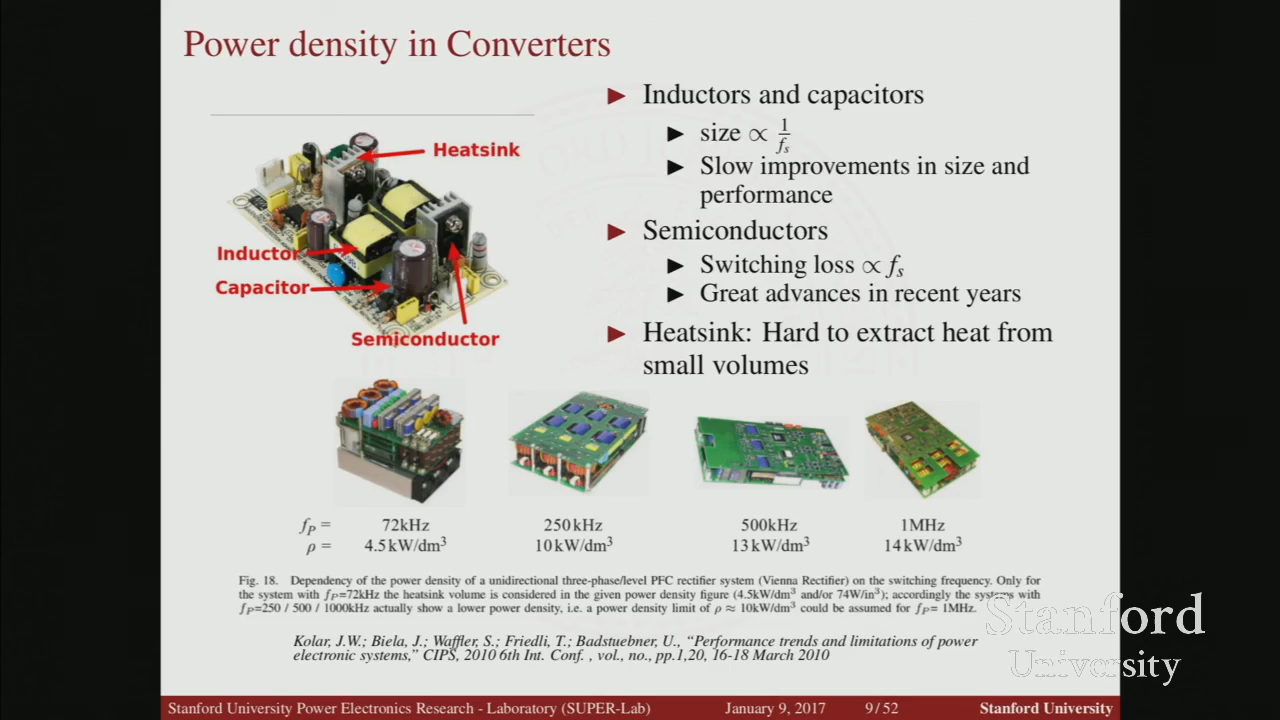 Power density in Converters
Heatsink
Inductor
Capacitor
Semiconductor
▶ Inductors and capacitors
▶ size ∝ 1/fs
▶ Slow improvements in size and
performance
▶ Semiconductors
▶ Switching loss ∝ fs
▶ Great advances in recent years
▶ Heatsink: Hard to extract heat from
small volumes
fP = 72kHz 250kHz 500kHz 1MHz
ρ = 4.5kW/dm³ 10kW/dm³ 13kW/dm³ 14kW/dm³
Fig. 18. Dependency of the power density of a unidirectional three-phase/level PFC rectifier system (Vienna Rectifier) on the switching frequency. Only for
the system with fP=72kHz the heatsink volume is considered in the given power density figure (4.5kW/dm³ and/or 74W/in³); accordingly the systems with
fP=250 / 500 / 1000kHz actually show a lower power density, i.e. a power density limit of ρ ≈ 10kW/dm³ could be assumed for fP= 1MHz.
Kolar, J.W.; Biela, J.; Waffler, S.; Friedli, T.; Badstuebner, U., “Performance trends and limitations of power
electronic systems,” CIPS, 2010 6th Int. Conf. , vol., no., pp.1,20, 16-18 March 2010
Stanford
University
Stanford University Power Electronics Research - Laboratory (SUPER-Lab) January 9, 2017 9 / 52 Stanford University